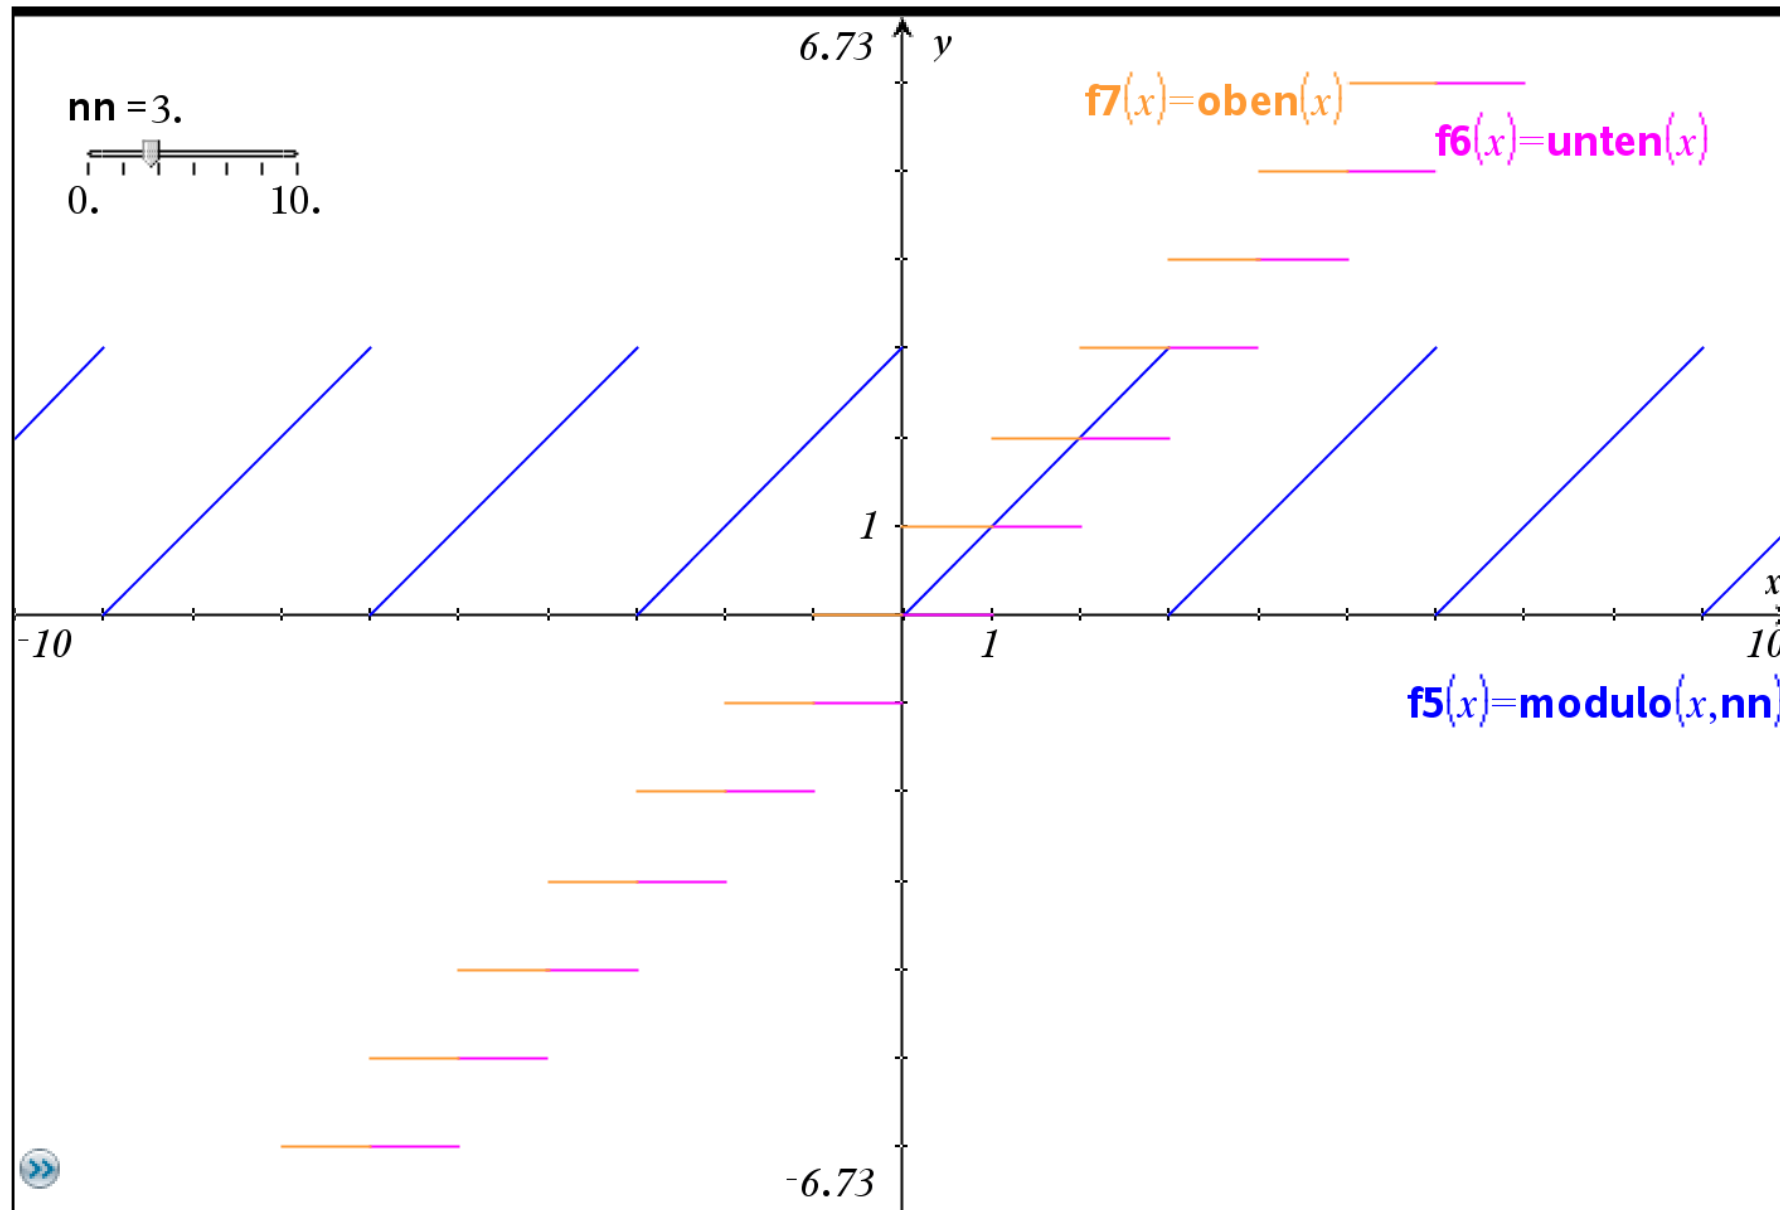 6.73 y
nn =3.
f7(x)=oben(x)
f6(x)=unten(x)
0. 10.
1
x
-10 1 10
f5(x)=modulo(x,nn)
-6.73